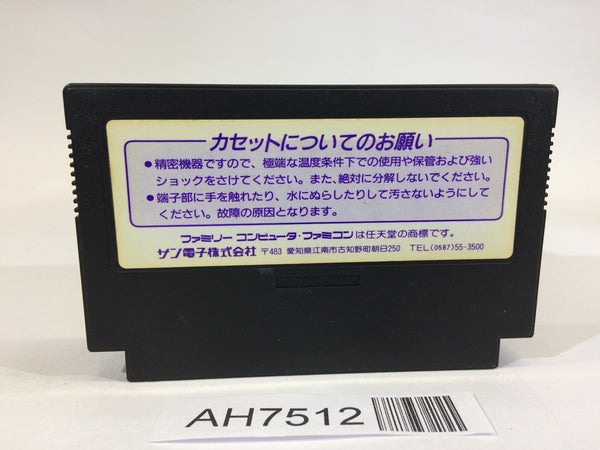 カセットについてのお願い
●精密機器ですので、極端な温度条件下での使用や保管および強い
ショックをさけてください。また、絶対に分解しないでください。
●端子部に手を触れたり、水にぬらしたりして汚さないようにして
ください。故障の原因となります。
ファミリー コンピュータ・ファミコンは任天堂の商標です。
サン電子株式会社 〒483 愛知県江南市古知野町朝日250 TEL(0587)55-3500
AH7512